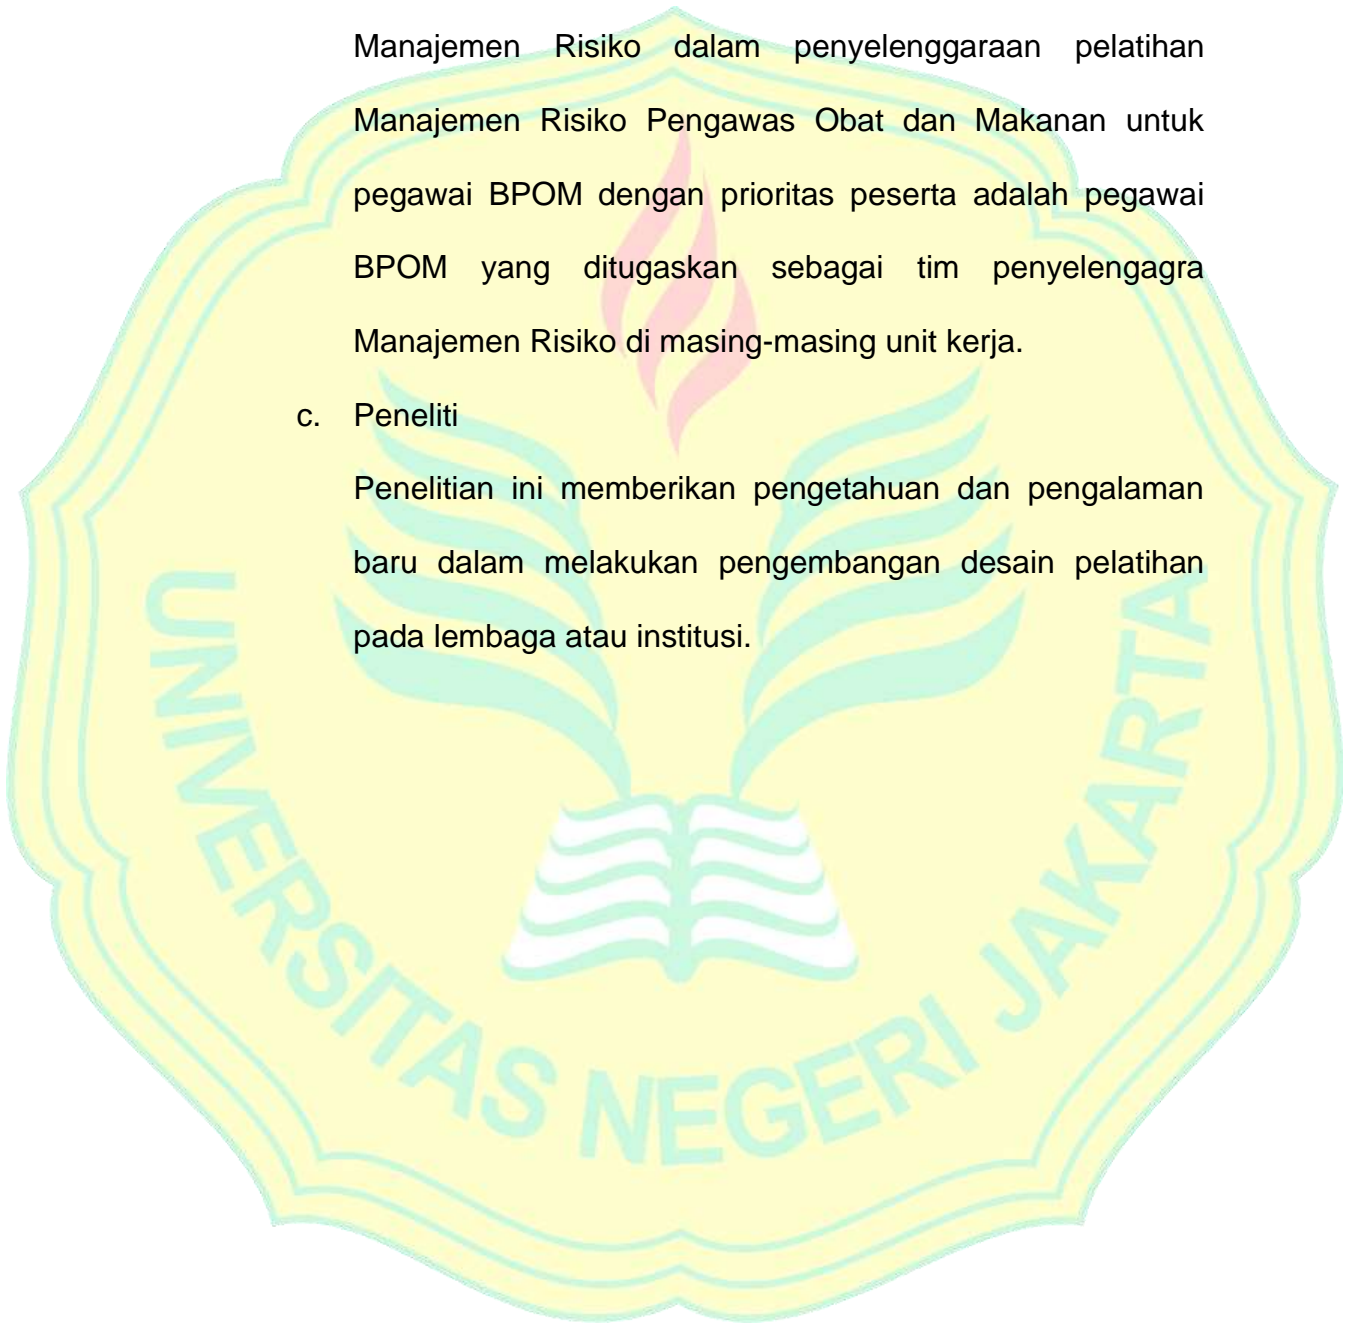 Manajemen Risiko dalam penyelenggaraan pelatihan
Manajemen Risiko Pengawas Obat dan Makanan untuk
pegawai BPOM dengan prioritas peserta adalah pegawai
BPOM yang ditugaskan sebagai tim penyelengagra
Manajemen Risiko di masing-masing unit kerja.
c. Peneliti
Penelitian ini memberikan pengetahuan dan pengalaman
baru dalam melakukan pengembangan desain pelatihan
pada lembaga atau institusi.
UNIVERSITAS NEGERI JAKARTA